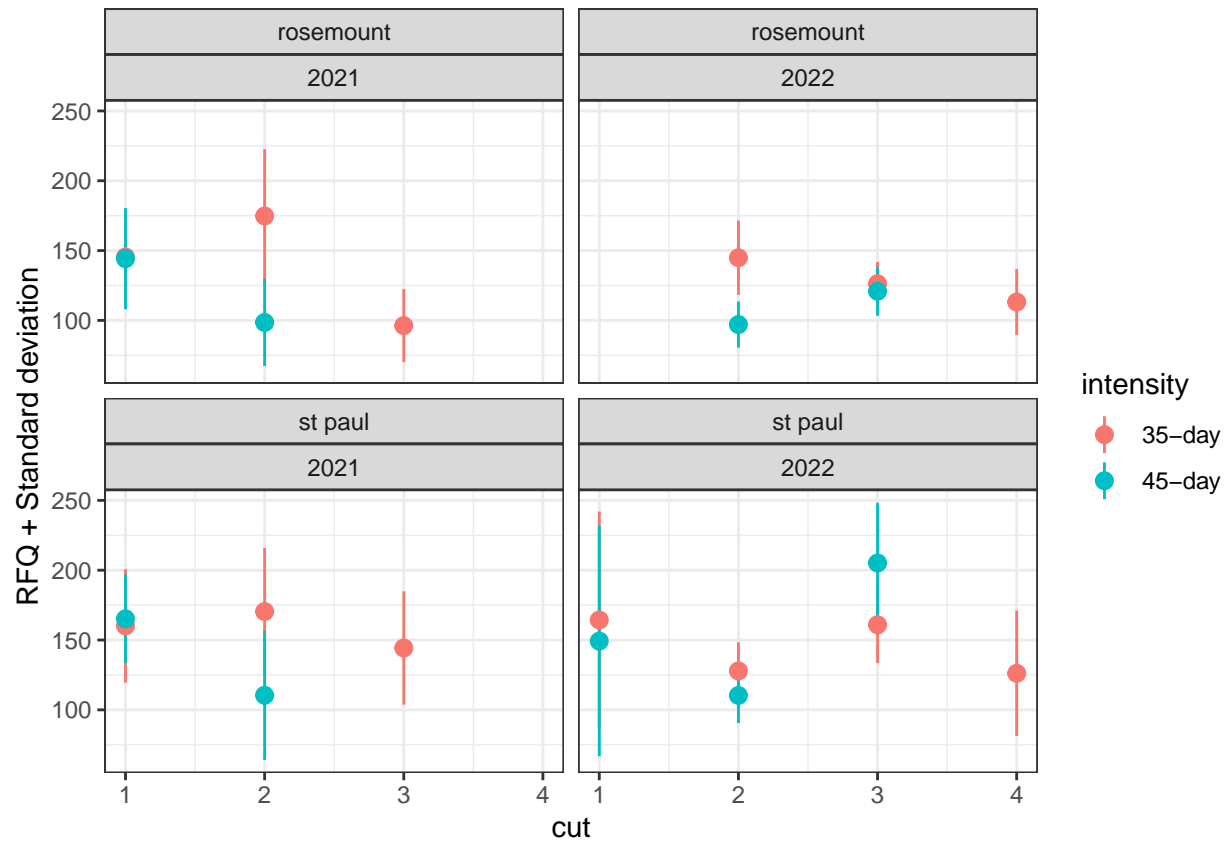 rosemount
rosemount
2021
2022
250
200
150
100
st paul
st paul
2021
2022
250
200
150
100
1 2 3 4
1 2 3 4
cut
RFQ + Standard deviation
intensity
35-day
45-day